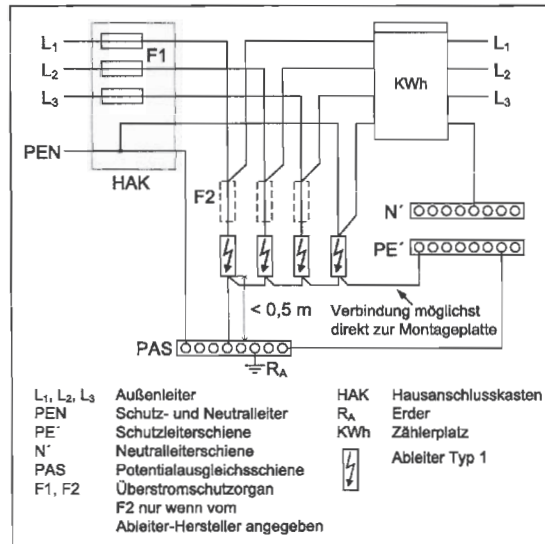 L1
F1
L1
L2
L2
KWh
L3
L3
PEN
HAK
F2
N´
PE´
< 0,5 m
Verbindung möglichst
direkt zur Montageplatte
PAS
RA
L1, L2, L3 Außenleiter
PEN Schutz- und Neutralleiter
PE´ Schutzleiterschiene
N´ Neutralleiterschiene
PAS Potentialausgleichsschiene
F1, F2 Überstromschutzorgan
F2 nur wenn vom
Ableiter-Hersteller angegeben
HAK Hausanschlusskasten
RA Erder
KWh Zählerplatz
Ableiter Typ 1